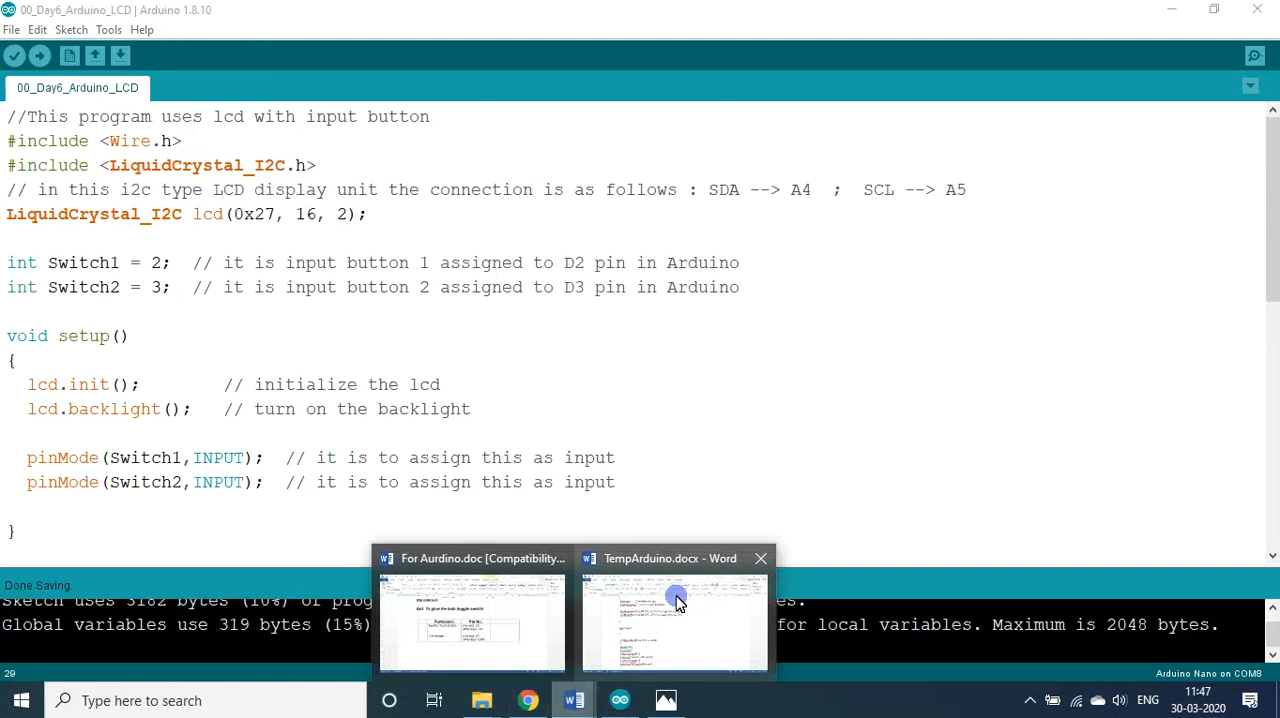 00_Day6_Arduino_LCD | Arduino 1.8.10
File Edit Sketch Tools Help
00_Day6_Arduino_LCD
//This program uses lcd with input button
#include <Wire.h>
#include <LiquidCrystal_I2C.h>
// in this i2c type LCD display unit the connection is as follows : SDA --> A4 ; SCL --> A5
LiquidCrystal_I2C lcd(0x27, 16, 2);
int Switch1 = 2; // it is input button 1 assigned to D2 pin in Arduino
int Switch2 = 3; // it is input button 2 assigned to D3 pin in Arduino
void setup()
{
lcd.init(); // initialize the lcd
lcd.backlight(); // turn on the backlight
pinMode(Switch1,INPUT); // it is to assign this as input
pinMode(Switch2,INPUT); // it is to assign this as input
}
For Aurdino.doc [Compatibility... TempArduino.docx - Word
Done Saving.
Global variables use 319 bytes (15% for local variables. Maximum is 2048 bytes.
29 Arduino Nano on COM8
Type here to search
ENG 11:47
30-03-2020